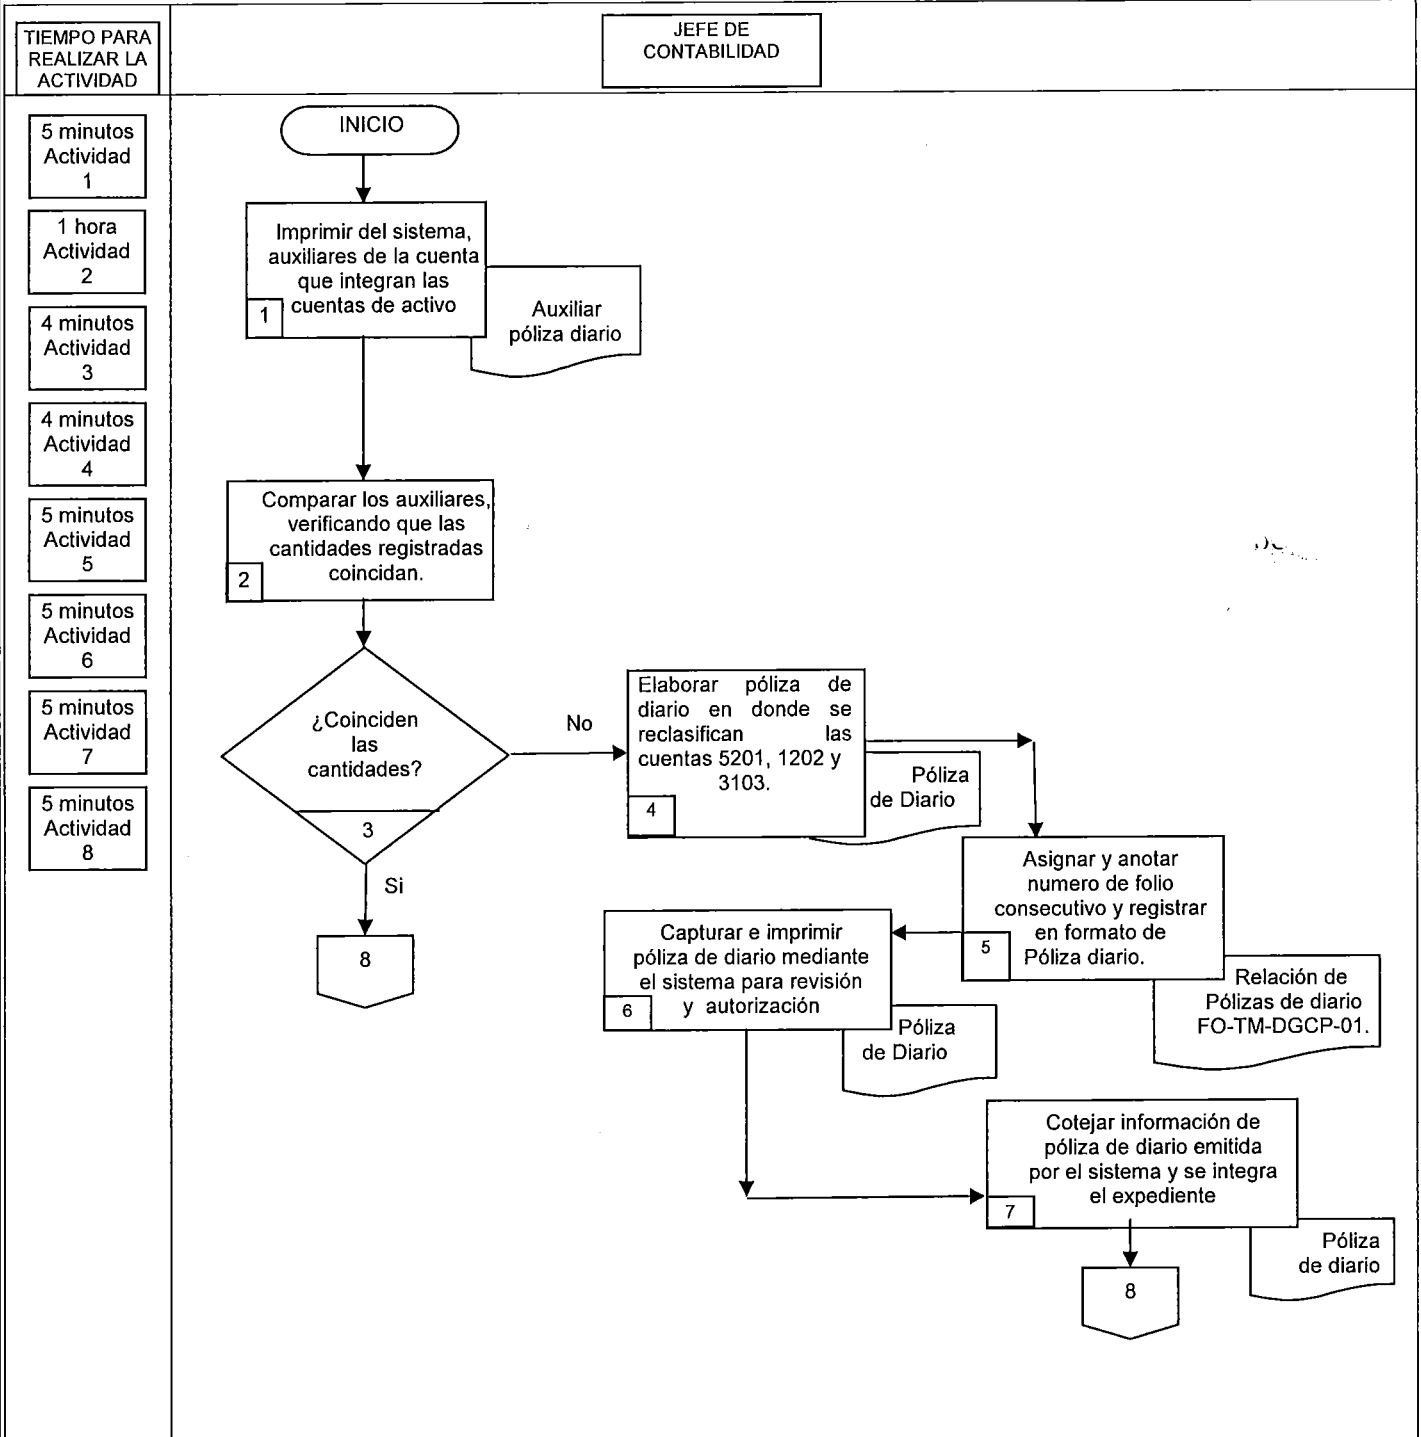 TIEMPO PARA
REALIZAR LA
ACTIVIDAD
JEFE DE
CONTABILIDAD
5 minutos
Actividad
1
1 hora
Actividad
2
4 minutos
Actividad
3
4 minutos
Actividad
4
5 minutos
Actividad
5
5 minutos
Actividad
6
5 minutos
Actividad
7
5 minutos
Actividad
8
INICIO
Imprimir del sistema,
auxiliares de la cuenta
que integran las
cuentas de activo
1
Auxiliar
póliza diario
Comparar los auxiliares,
verificando que las
cantidades registradas
coincidan.
2
¿Coinciden
las
cantidades?
3
No
Si
8
Elaborar póliza de
diario en donde se
reclasifican las
cuentas 5201, 1202 y
3103.
4
Póliza
de Diario
Asignar y anotar
numero de folio
consecutivo y registrar
en formato de
Póliza diario.
5
Relación de
Pólizas de diario
FO-TM-DGCP-01.
Capturar e imprimir
póliza de diario mediante
el sistema para revisión
y autorización
6
Póliza
de Diario
Cotejar información de
póliza de diario emitida
por el sistema y se integra
el expediente
7
Póliza
de diario
8